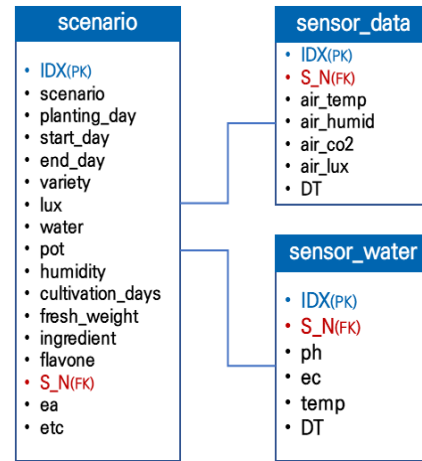 scenario
• IDX(PK)
• scenario
• planting_day
• start_day
• end_day
• variety
• lux
• water
• pot
• humidity
• cultivation_days
• fresh_weight
• ingredient
• flavone
• S_N(FK)
• ea
• etc
sensor_data
• IDX(PK)
• S_N(FK)
• air_temp
• air_humid
• air_co2
• air_lux
• DT
sensor_water
• IDX(PK)
• S_N(FK)
• ph
• ec
• temp
• DT